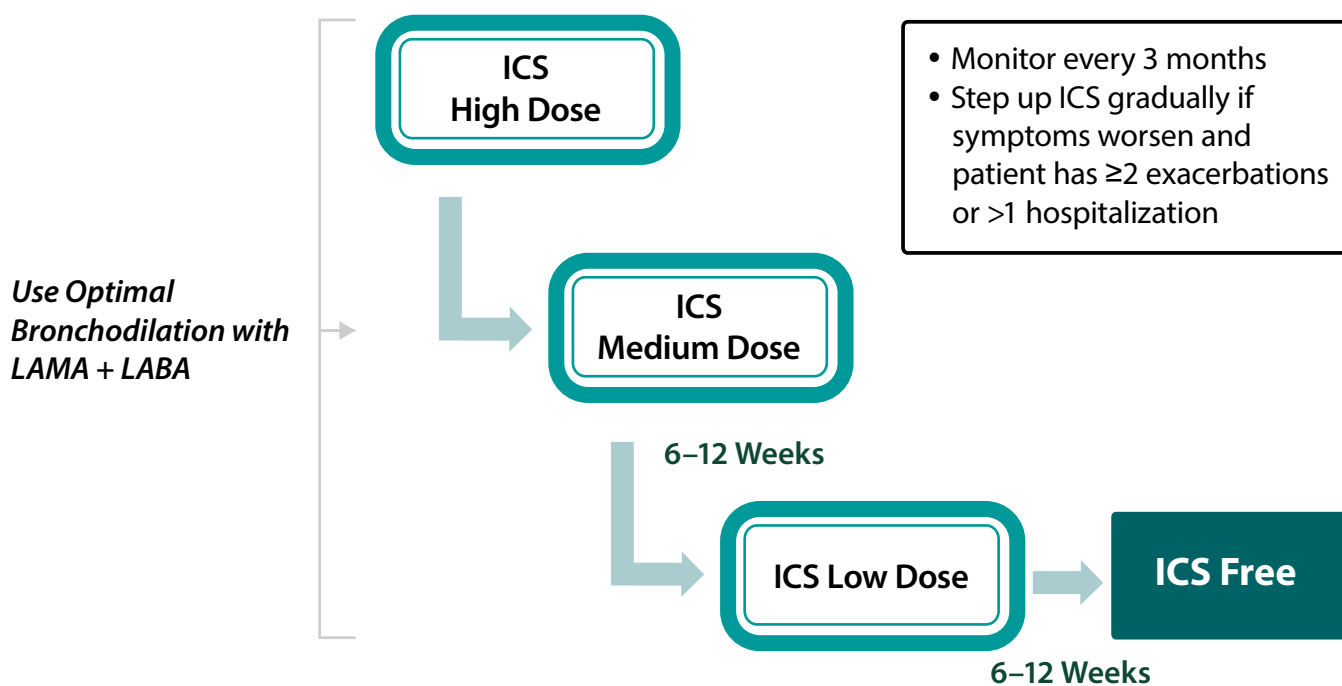 ICS
High Dose
• Monitor every 3 months
• Step up ICS gradually if
symptoms worsen and
patient has ≥2 exacerbations
or >1 hospitalization
Use Optimal
Bronchodilation with
LAMA + LABA
ICS
Medium Dose
6–12 Weeks
ICS Low Dose
ICS Free
6–12 Weeks